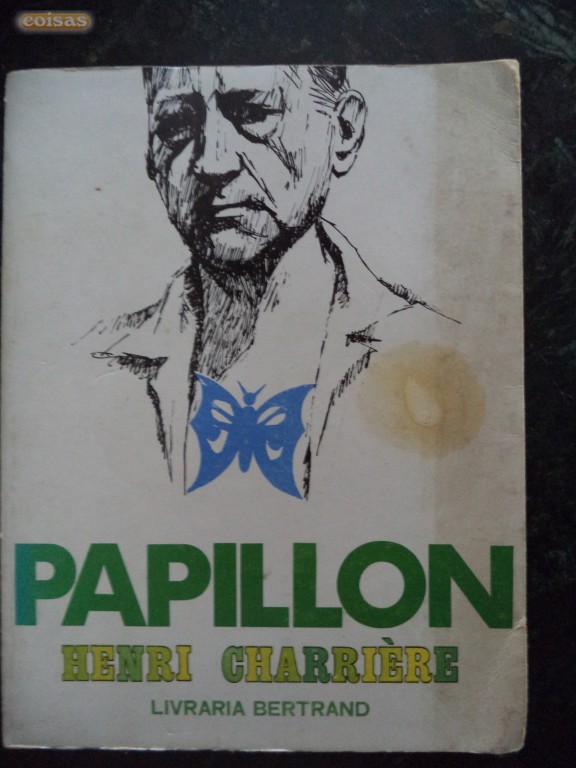 coisas
PAPILLON
HENRI CHARRIÈRE
LIVRARIA BERTRAND